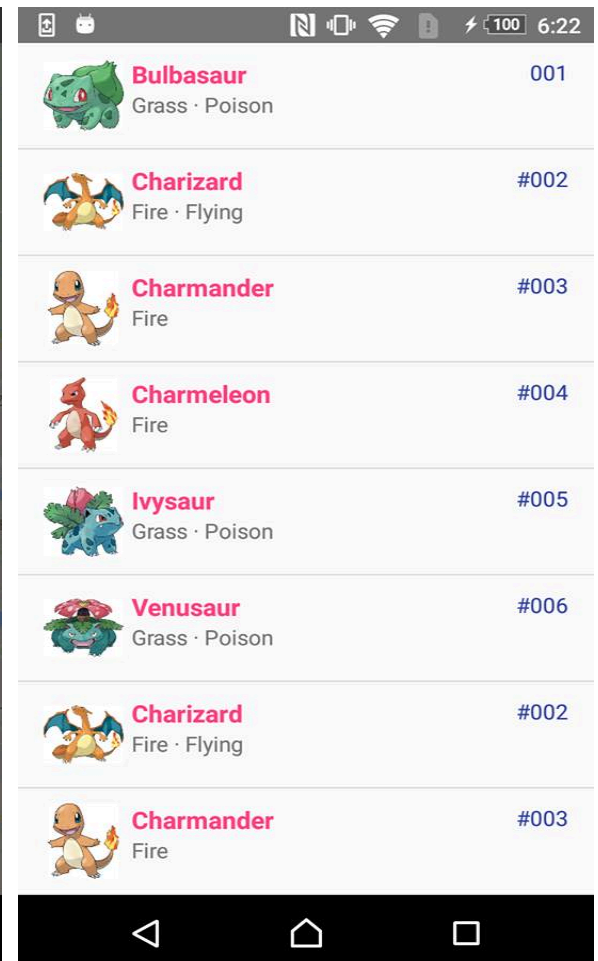 100 6:22
Bulbasaur 001
Grass · Poison
Charizard #002
Fire · Flying
Charmander #003
Fire
Charmeleon #004
Fire
Ivysaur #005
Grass · Poison
Venusaur #006
Grass · Poison
Charizard #002
Fire · Flying
Charmander #003
Fire